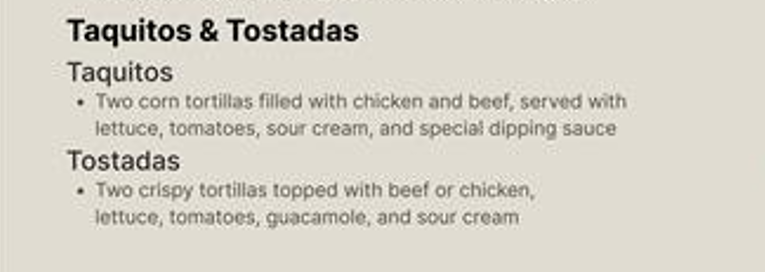 Taquitos & Tostadas
Taquitos
• Two corn tortillas filled with chicken and beef, served with
lettuce, tomatoes, sour cream, and special dipping sauce
Tostadas
• Two crispy tortillas topped with beef or chicken,
lettuce, tomatoes, guacamole, and sour cream